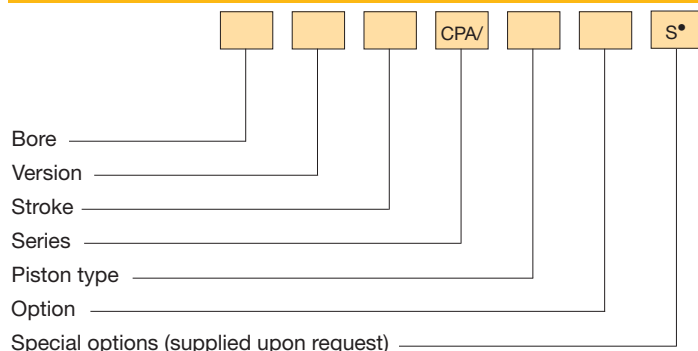 CPA/ S•
Bore
Version
Stroke
Series
Piston type
Option
Special options (supplied upon request)